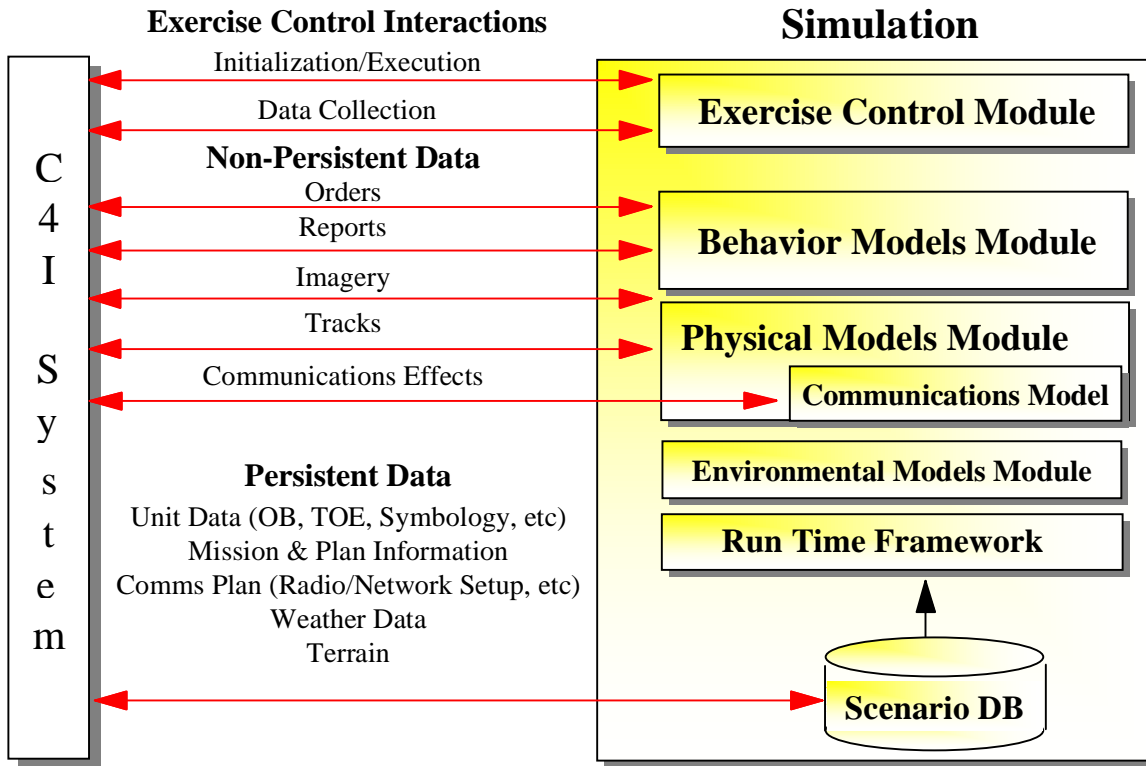 Exercise Control Interactions
Simulation
Initialization/Execution
Data Collection
Non-Persistent Data
Orders
Reports
Imagery
Tracks
Communications Effects
Persistent Data
Unit Data (OB, TOE, Symbology, etc)
Mission & Plan Information
Comms Plan (Radio/Network Setup, etc)
Weather Data
Terrain
C4I System
Exercise Control Module
Behavior Models Module
Physical Models Module
Communications Model
Environmental Models Module
Run Time Framework
Scenario DB